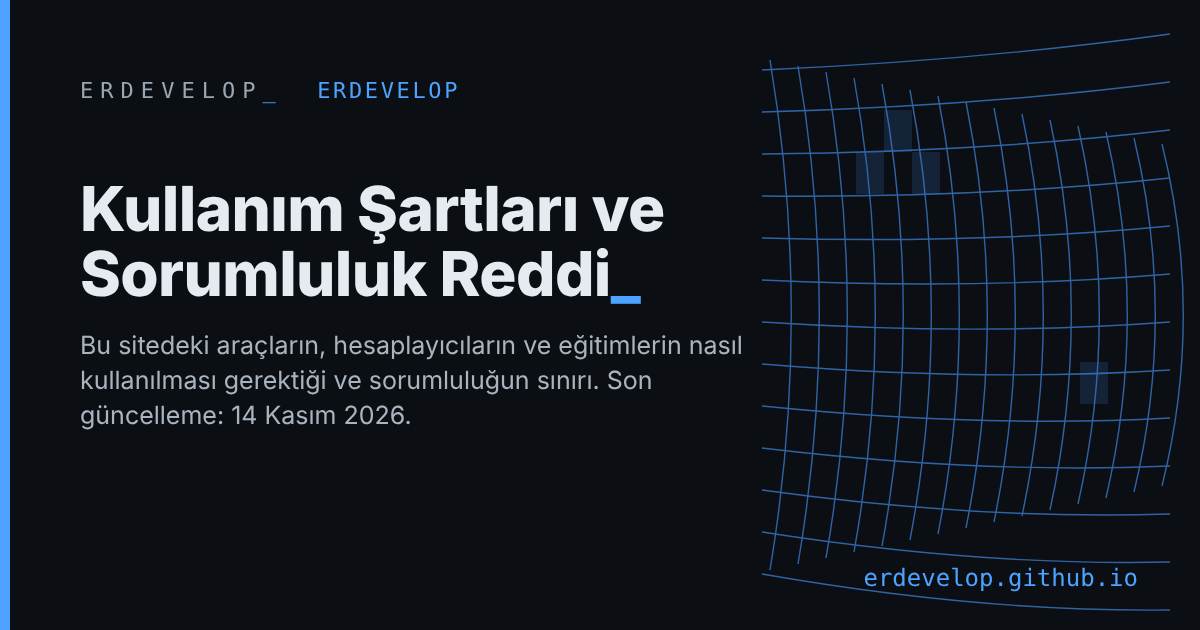 ERDEVELOP_ ERDEVELOP
Kullanım Şartları ve
Sorumluluk Reddi_
Bu sitedeki araçların, hesaplayıcıların ve eğitimlerin nasıl
kullanılması gerektiği ve sorumluluğun sınırı. Son
güncelleme: 14 Kasım 2026.
erdevelop.github.io